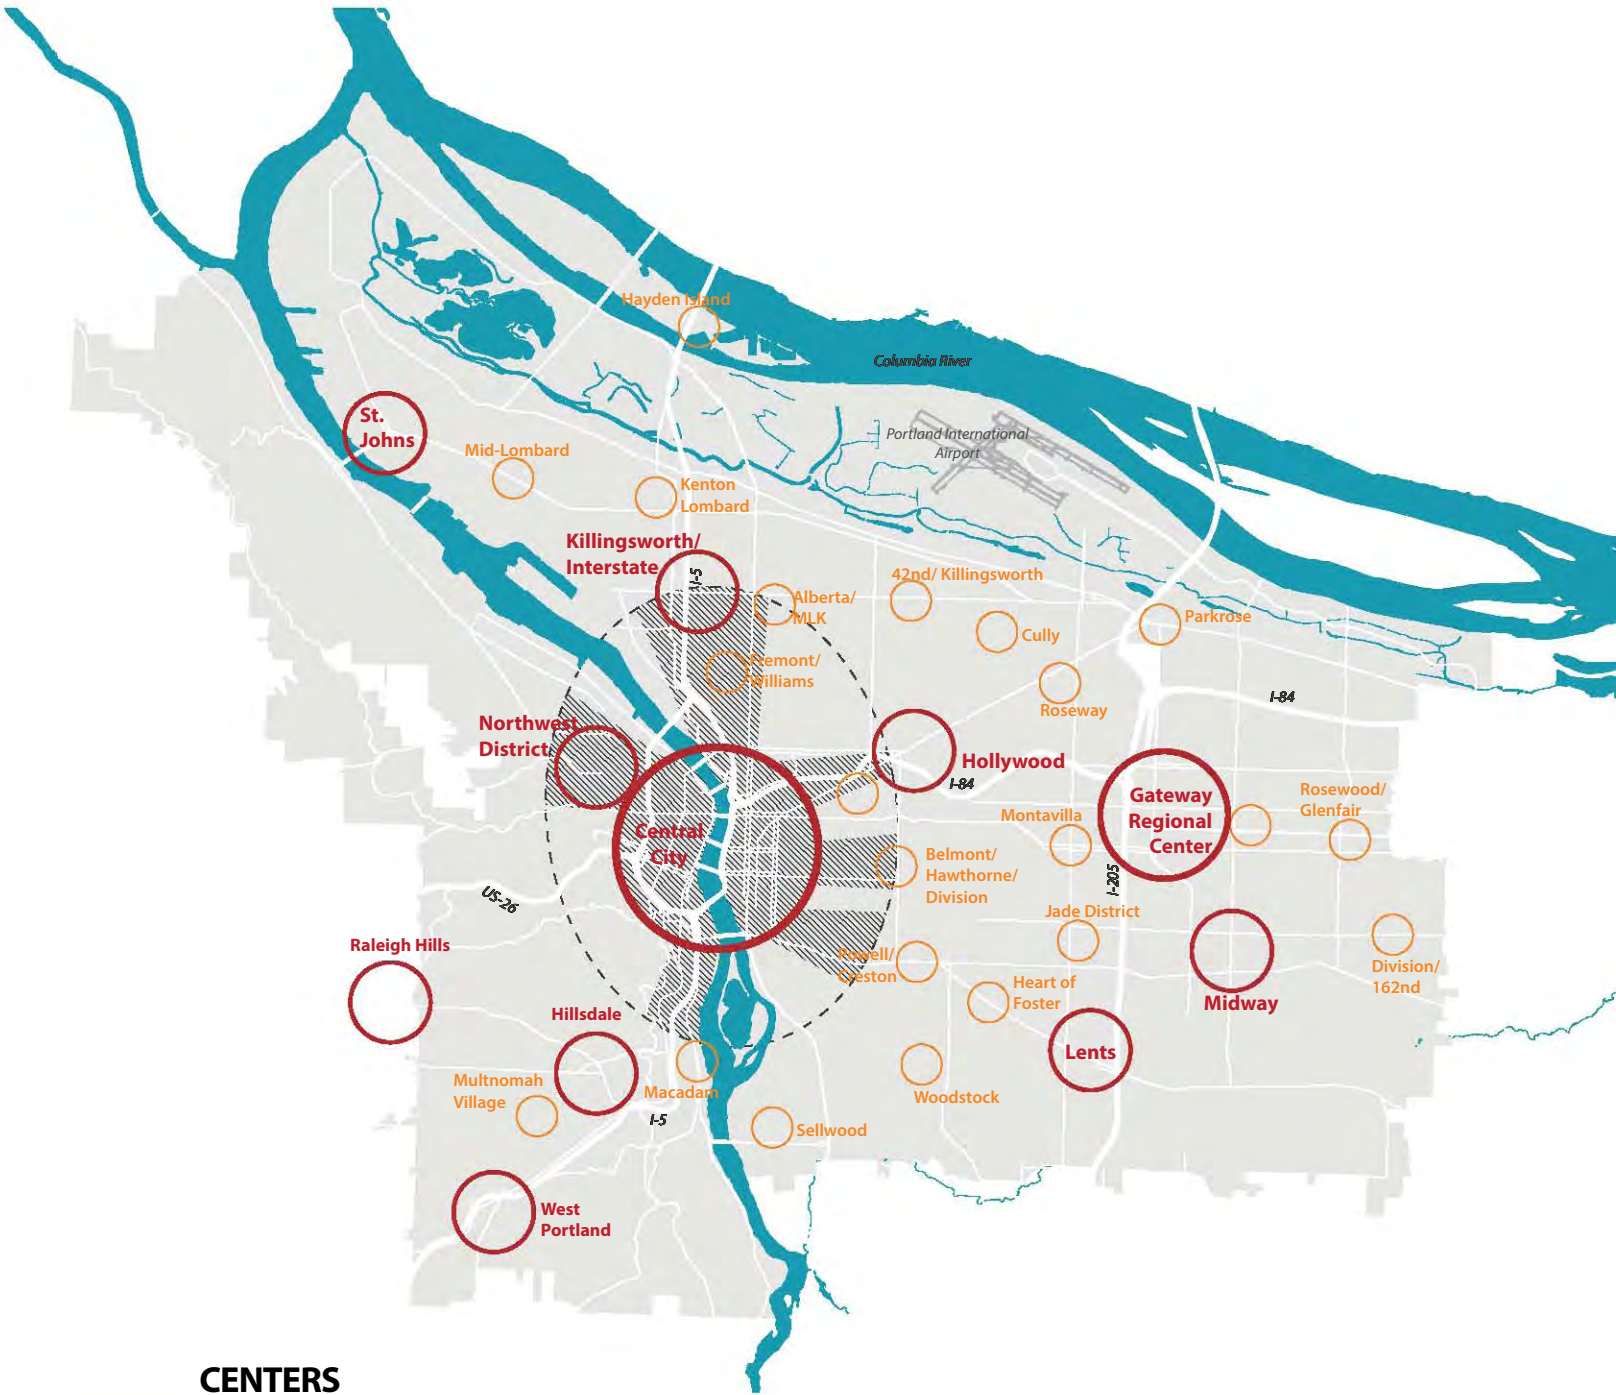 Hayden Island
Columbia River
St.
Johns
Portland International
Airport
Mid-Lombard
Kenton
Lombard
Killingsworth/
Interstate
I-5
42nd/ Killingsworth
Alberta/
MLK
Parkrose
Cully
Fremont/
Williams
I-84
Roseway
Northwest
District
Hollywood
I-84
Rosewood/
Glenfair
Gateway
Regional
Center
Montavilla
Central
City
Belmont/
Hawthorne/
Division
I-205
US-26
Jade District
Raleigh Hills
Powell/
Creston
Division/
162nd
Heart of
Foster
Midway
Hillsdale
Lents
Multnomah
Village
Macadam
Woodstock
I-5
Sellwood
West
Portland
CENTERS